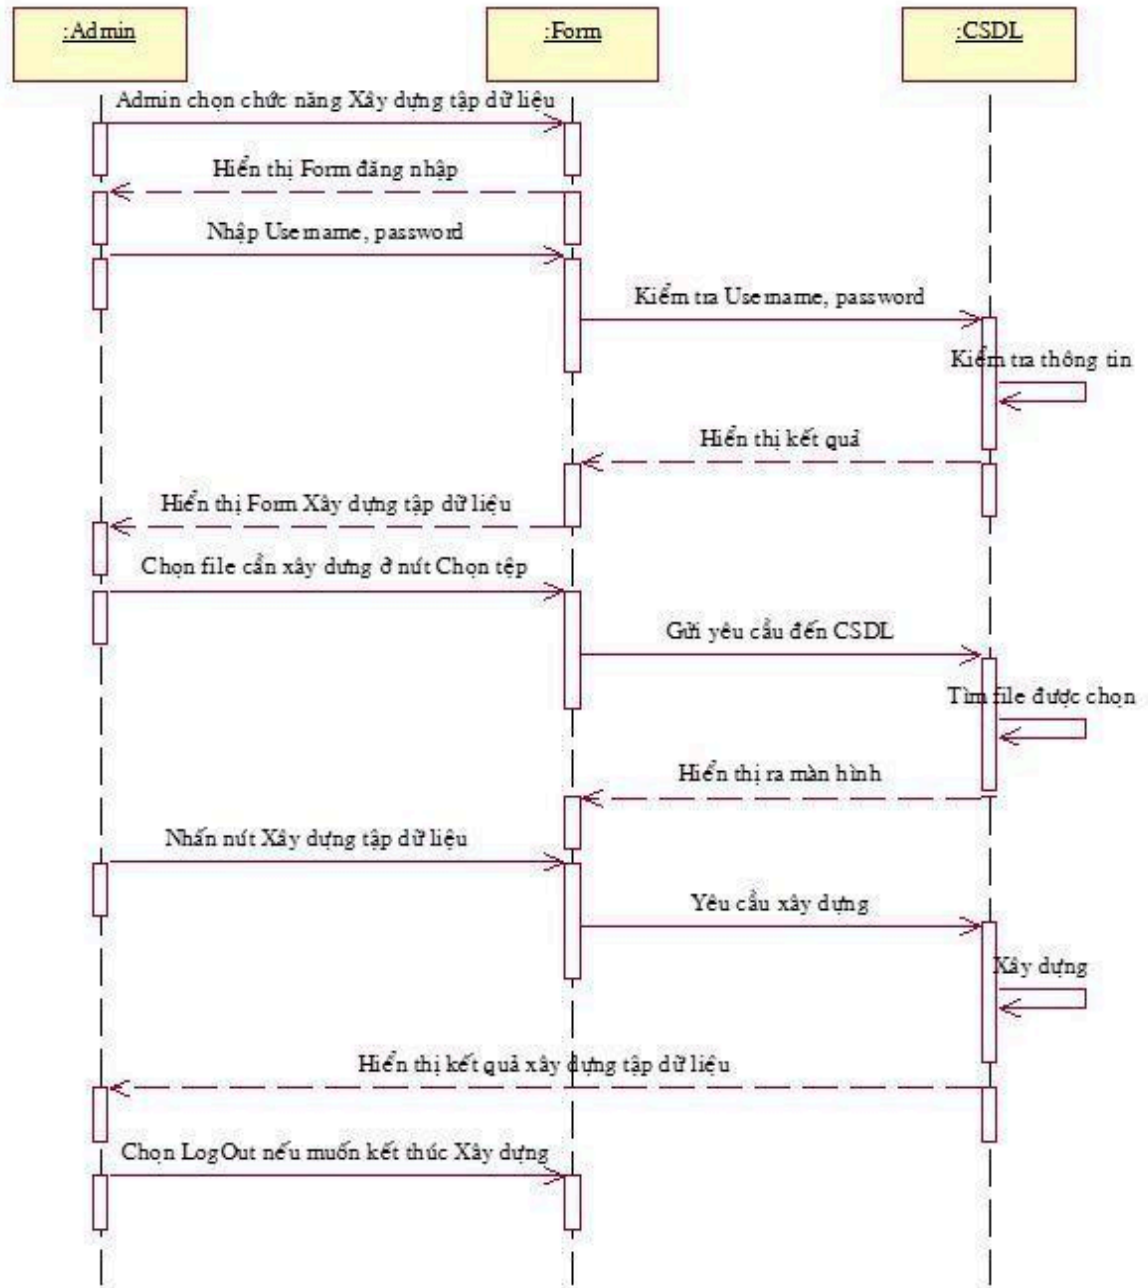 :Admin
:Form
:CSDL
Admin chọn chức năng Xây dựng tập dữ liệu
Hiển thị Form đăng nhập
Nhập Username, password
Kiểm tra Username, password
Kiểm tra thông tin
Hiển thị kết quả
Hiển thị Form Xây dựng tập dữ liệu
Chọn file cần xây dưng ở nút Chọn tệp
Gửi yêu cầu đến CSDL
Tìm file được chọn
Hiển thị ra màn hình
Nhấn nút Xây dựng tập dữ liệu
Yêu cầu xây dựng
Xây dựng
Hiển thị kết quả xây dựng tập dữ liệu
Chọn LogOut nếu muốn kết thúc Xây dựng